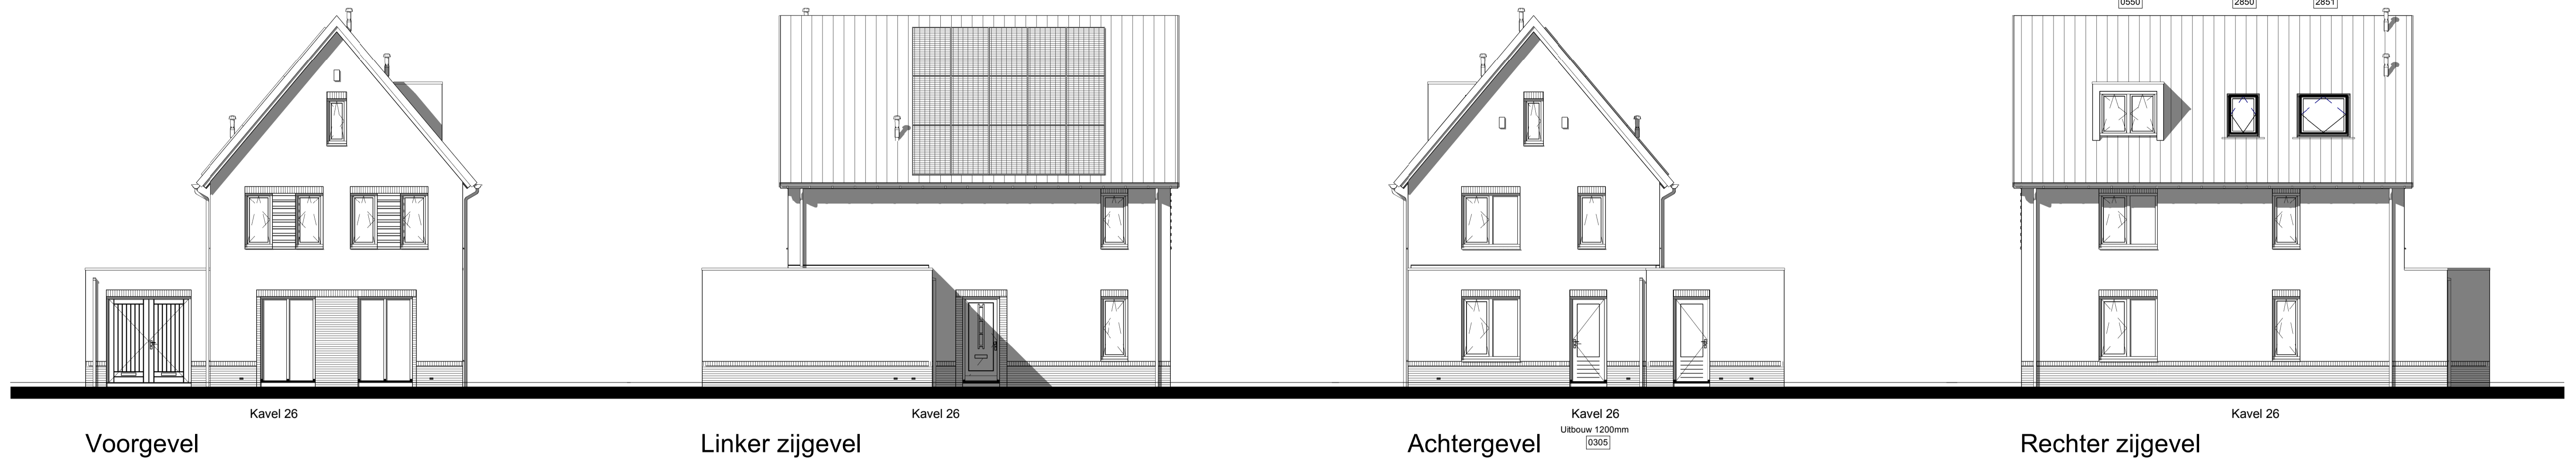 0550 2850 2851
Kavel 26 Kavel 26 Kavel 26 Kavel 26
Uitbouw 1200mm
Voorgevel Linker zijgevel Achtergevel 0305 Rechter zijgevel